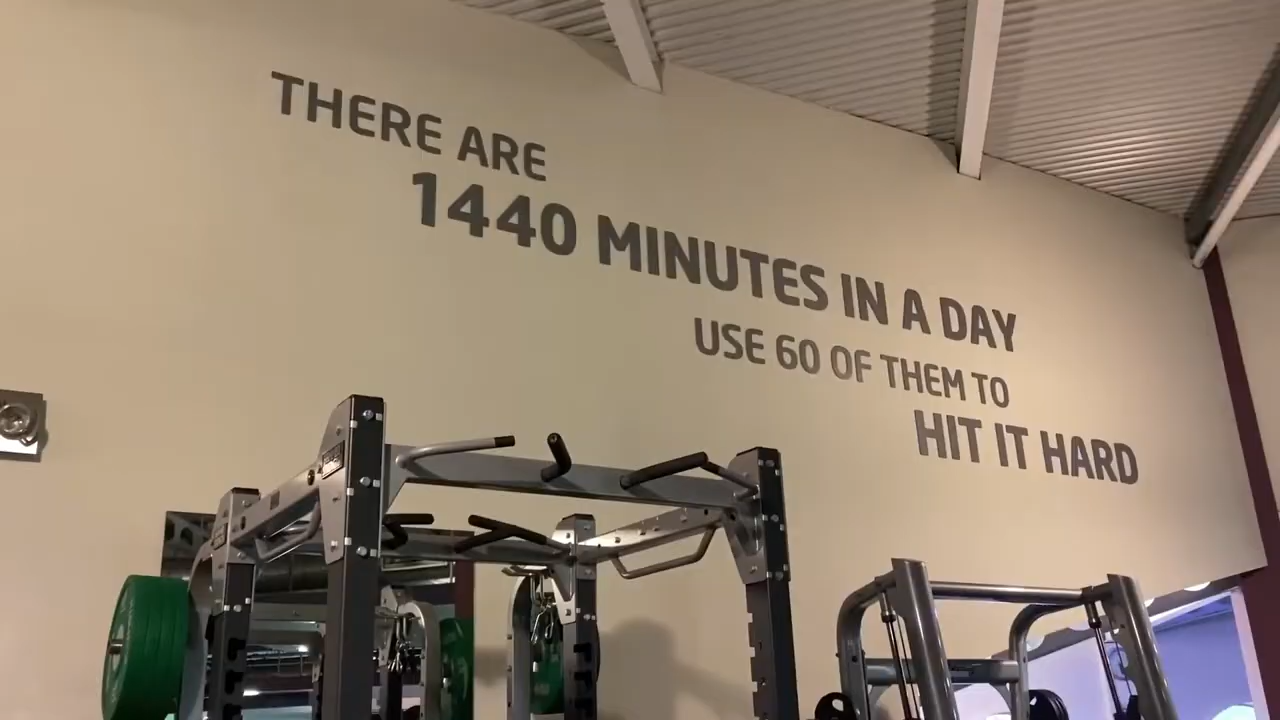 THERE ARE
1440 MINUTES IN A DAY
USE 60 OF THEM TO
HIT IT HARD